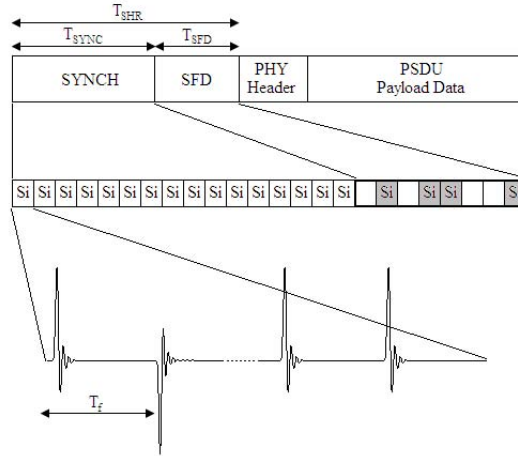 T_SHR
T_SYNC T_SFD
SYNCH SFD PHY Header PSDU Payload Data
Si Si Si Si Si Si Si Si Si Si Si Si Si Si Si Si Si Si Si Si
T_f